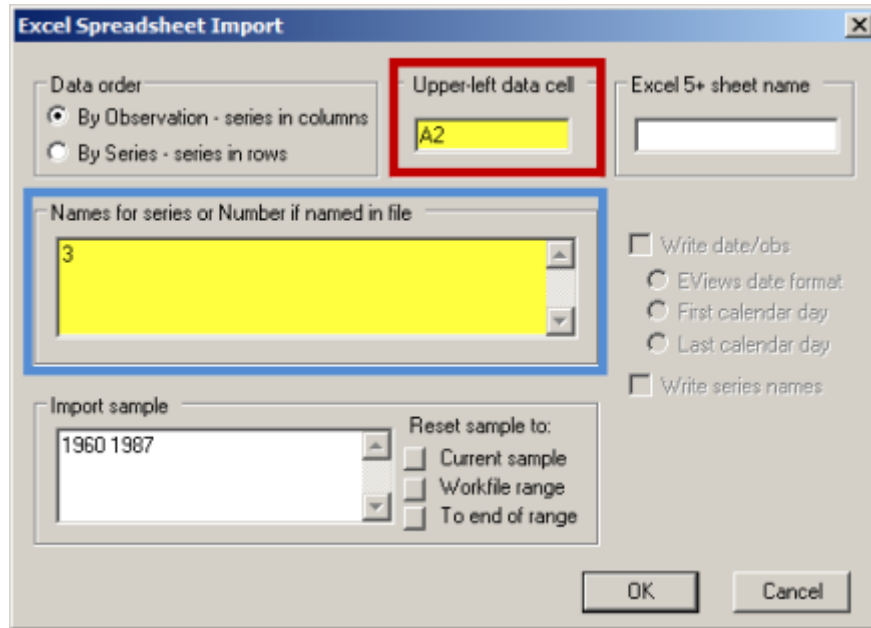 Excel Spreadsheet Import
Data order
By Observation - series in columns
By Series - series in rows
Upper-left data cell
A2
Excel 5+ sheet name
Names for series or Number if named in file
3
Write date/obs
EViews date format
First calendar day
Last calendar day
Write series names
Import sample
1960 1987
Reset sample to:
Current sample
Workfile range
To end of range
OK
Cancel